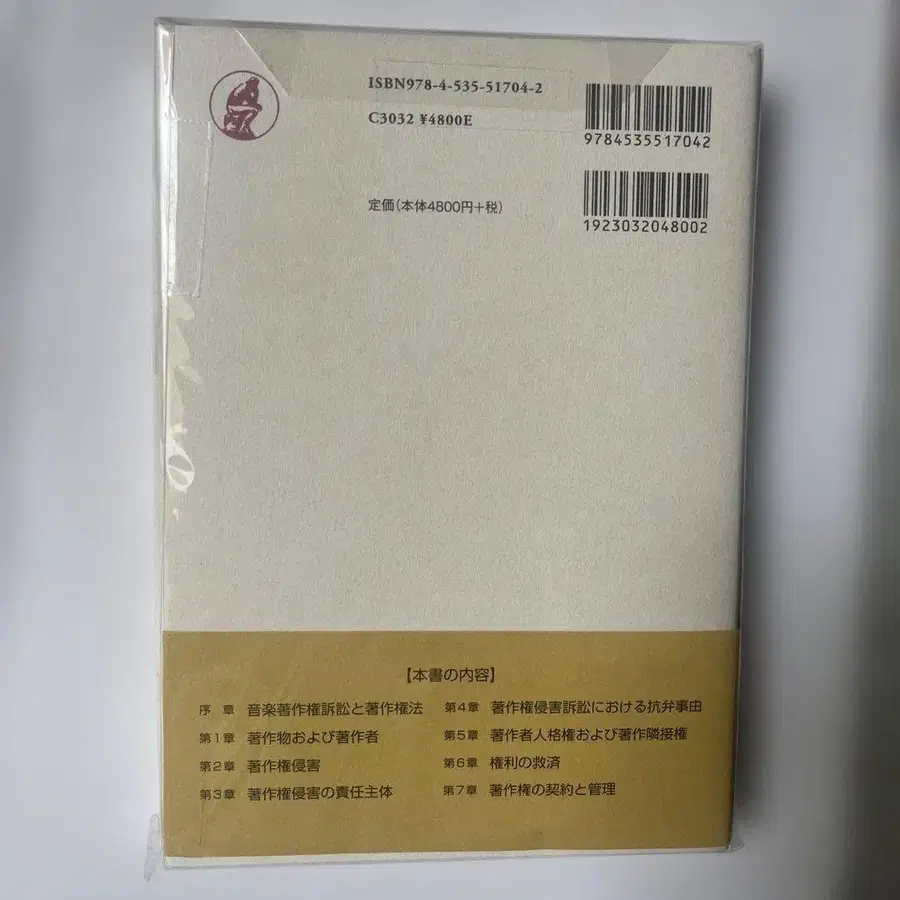 ISBN978-4-535-51704-2
C3032 ¥4800E
9784535517042
定価(本体4800円+税)
1923032048002
【本書の内容】
序 章 音楽著作権訴訟と著作権法
第1章 著作物および著作者
第2章 著作権侵害
第3章 著作権侵害の責任主体
第4章 著作権侵害訴訟における抗弁事由
第5章 著作者人格権および著作隣接権
第6章 権利の救済
第7章 著作権の契約と管理